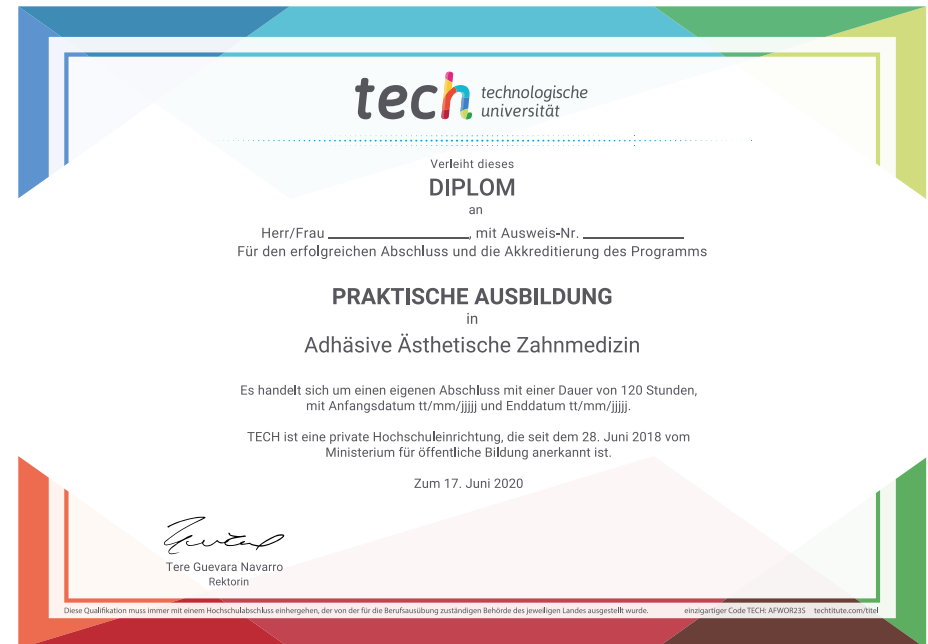 tech technologische
universität
Verleiht dieses
DIPLOM
an
Herr/Frau ____________, mit Ausweis-Nr. ____________
Für den erfolgreichen Abschluss und die Akkreditierung des Programms
PRAKTISCHE AUSBILDUNG
in
Adhäsive Ästhetische Zahnmedizin
Es handelt sich um einen eigenen Abschluss mit einer Dauer von 120 Stunden,
mit Anfangsdatum tt/mm/jjjjj und Enddatum tt/mm/jjjjj.
TECH ist eine private Hochschuleinrichtung, die seit dem 28. Juni 2018 vom
Ministerium für öffentliche Bildung anerkannt ist.
Zum 17. Juni 2020
Tere Guevara Navarro
Rektorin
Diese Qualifikation muss immer mit einem Hochschulabschluss einhergehen, der von der für die Berufsausübung zuständigen Behörde des jeweiligen Landes ausgestellt wurde. einzigartiger Code TECH: AFWOR23S techtitute.com/titel